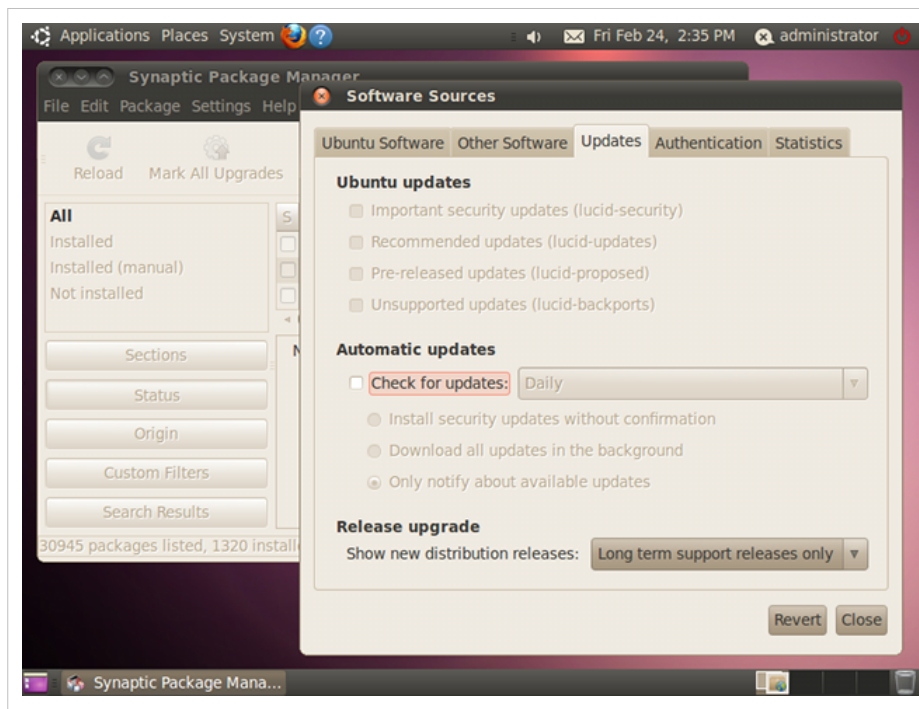 Applications Places System
Fri Feb 24, 2:35 PM administrator
Synaptic Package Manager
File Edit Package Settings Help
Reload Mark All Upgrades
All
Installed
Installed (manual)
Not installed
S
Sections
Status
Origin
Custom Filters
Search Results
30945 packages listed, 1320
Software Sources
Ubuntu Software Other Software Updates Authentication Statistics
Ubuntu updates
Important security updates (lucid-security)
Recommended updates (lucid-updates)
Pre-released updates (lucid-proposed)
Unsupported updates (lucid-backports)
Automatic updates
Check for updates: Daily
Install security updates without confirmation
Download all updates in the background
Only notify about available updates
Release upgrade
Show new distribution releases: Long term support releases only
Revert Close
Synaptic Package Mana...